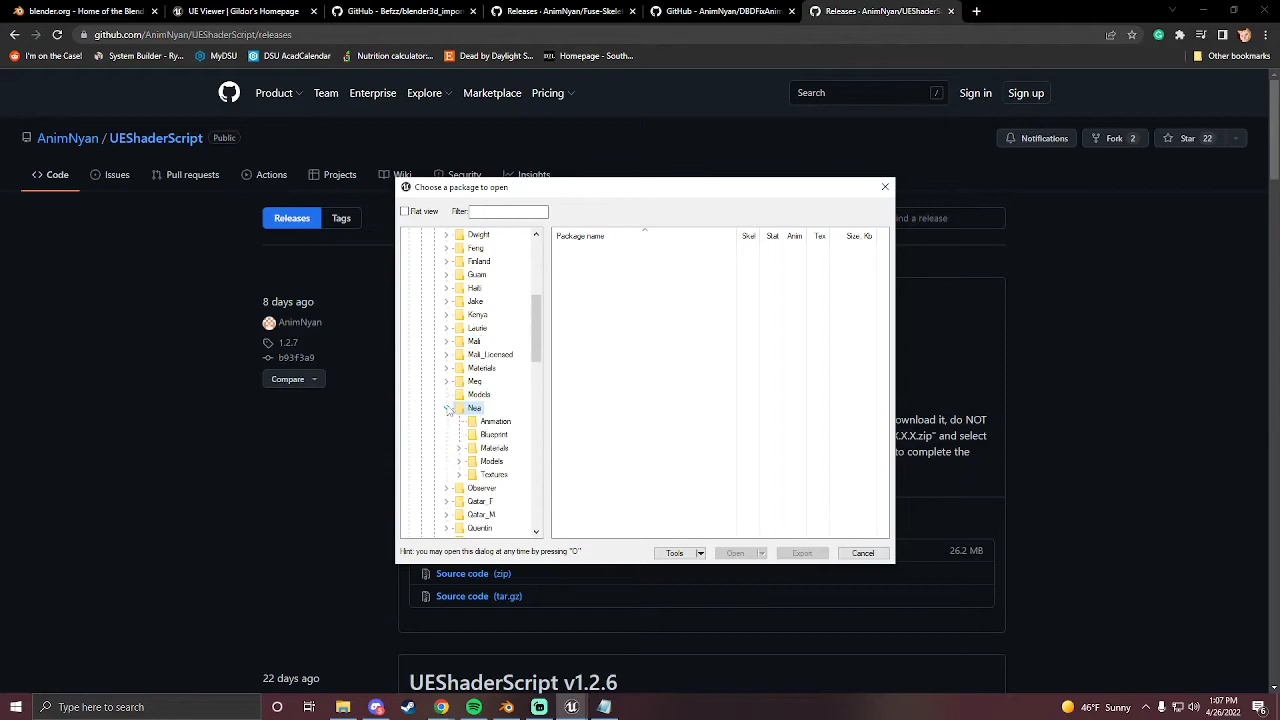 blender.org - Home of the Blend
UE Viewer | Gildor's Homepage
GitHub - Befzz/blender3d_impor
Releases · AnimNyan/Fuse-Skelet
GitHub - AnimNyan/DBDFixAnim
Releases · AnimNyan/UEShaderS
github.com/AnimNyan/UEShaderScript/releases
I'm on the Case!
System Builder - Ry...
MyDSU
DSU AcadCalendar
Nutrition calculator...
Dead by Daylight S...
Homepage - South...
Other bookmarks
Product
Team
Enterprise
Explore
Marketplace
Pricing
Search
/
Sign in
Sign up
AnimNyan / UEShaderScript
Public
Notifications
Fork 2
Star 22
Code
Issues
Pull requests
Actions
Projects
Wiki
Security
Insights
Releases
Tags
ind a release
8 days ago
AnimNyan
1.2.7
b93f3a9
Compare
Choose a package to open
Flat view
Filter:
Dwight
Feng
Finland
Guam
Haiti
Jake
Kenya
Laurie
Mali
Mali_Licensed
Materials
Meg
Models
Nea
Animation
Blueprint
Materials
Models
Textures
Observer
Qatar_F
Qatar_M
Quentin
Package name
Skel
Stat
Anim
Tex
Size, Kb
Hint: you may open this dialog at any time by pressing "O"
Tools
Open
Export
Cancel
ownload it, do NOT
X.X.zip" and select
to complete the
26.2 MB
Source code (zip)
Source code (tar.gz)
22 days ago
UEShaderScript v1.2.6
Type here to search
46°F Sunny
1:07 PM
4/26/2022